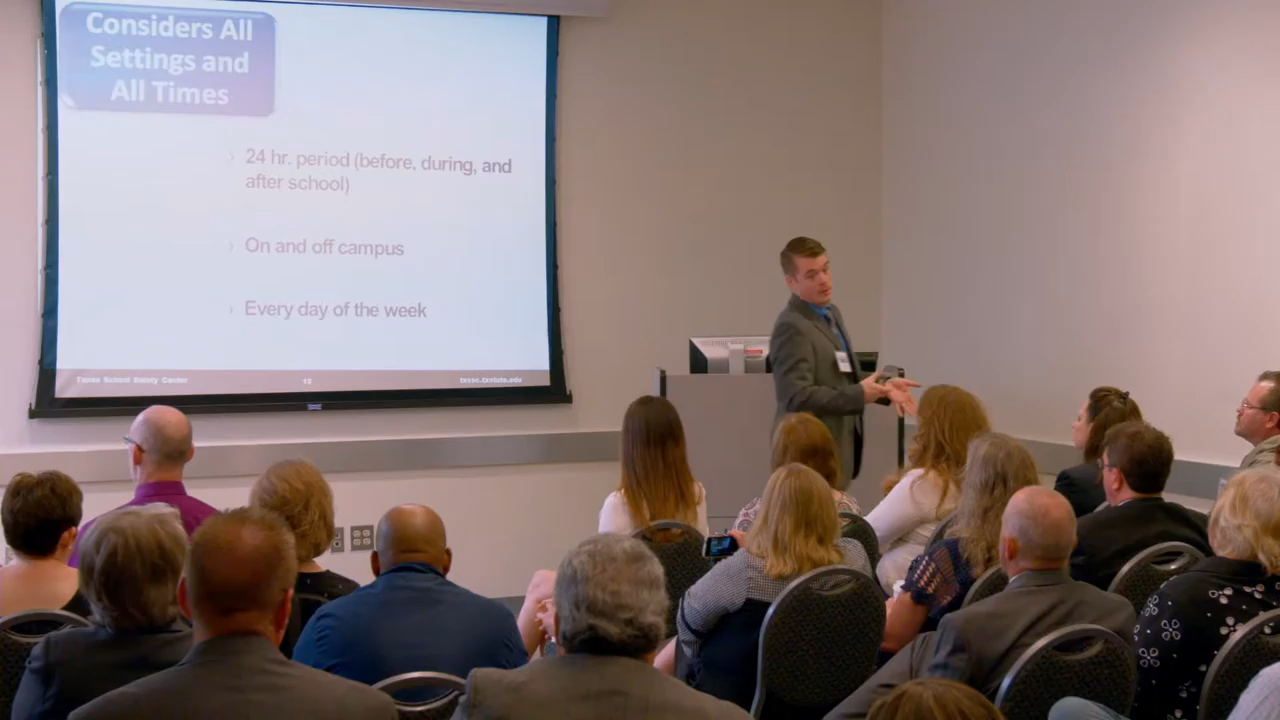 Considers All
Settings and
All Times
24 hr. period (before, during, and
after school)
On and off campus
Every day of the week
Texas School Safety Center
12
txssc.txstate.edu